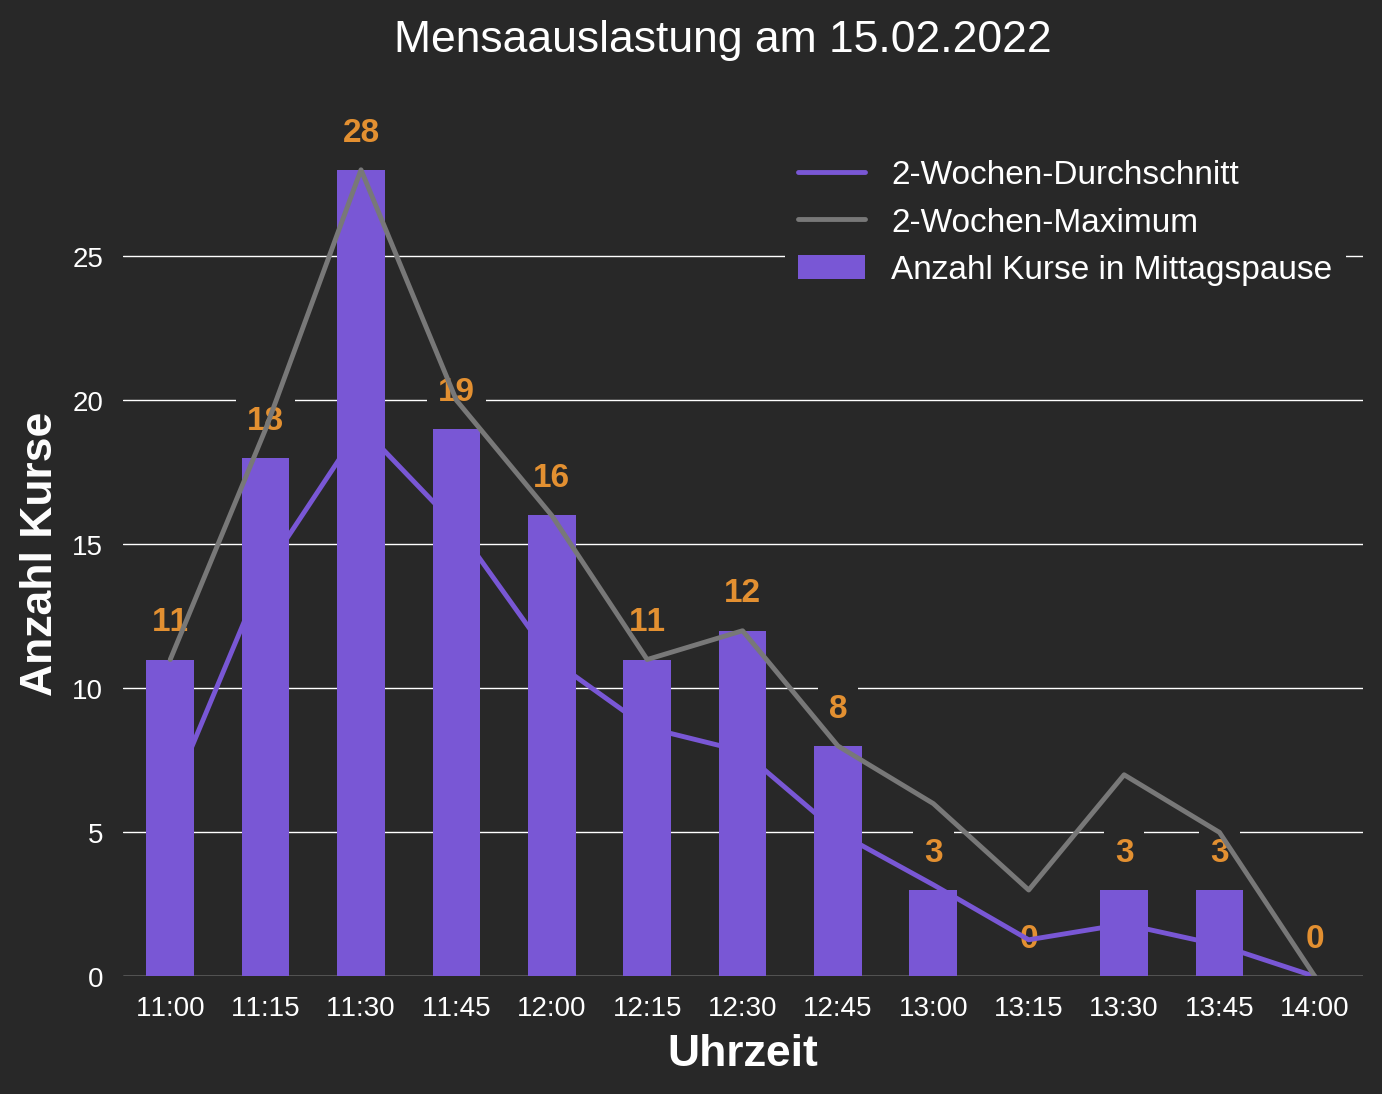 Mensaauslastung am 15.02.2022
28
2-Wochen-Durchschnitt
2-Wochen-Maximum
Anzahl Kurse in Mittagspause
25
20
15
10
5
0
Anzahl Kurse
11
18
19
16
11
12
8
3
0
3
3
0
11:00 11:15 11:30 11:45 12:00 12:15 12:30 12:45 13:00 13:15 13:30 13:45 14:00
Uhrzeit